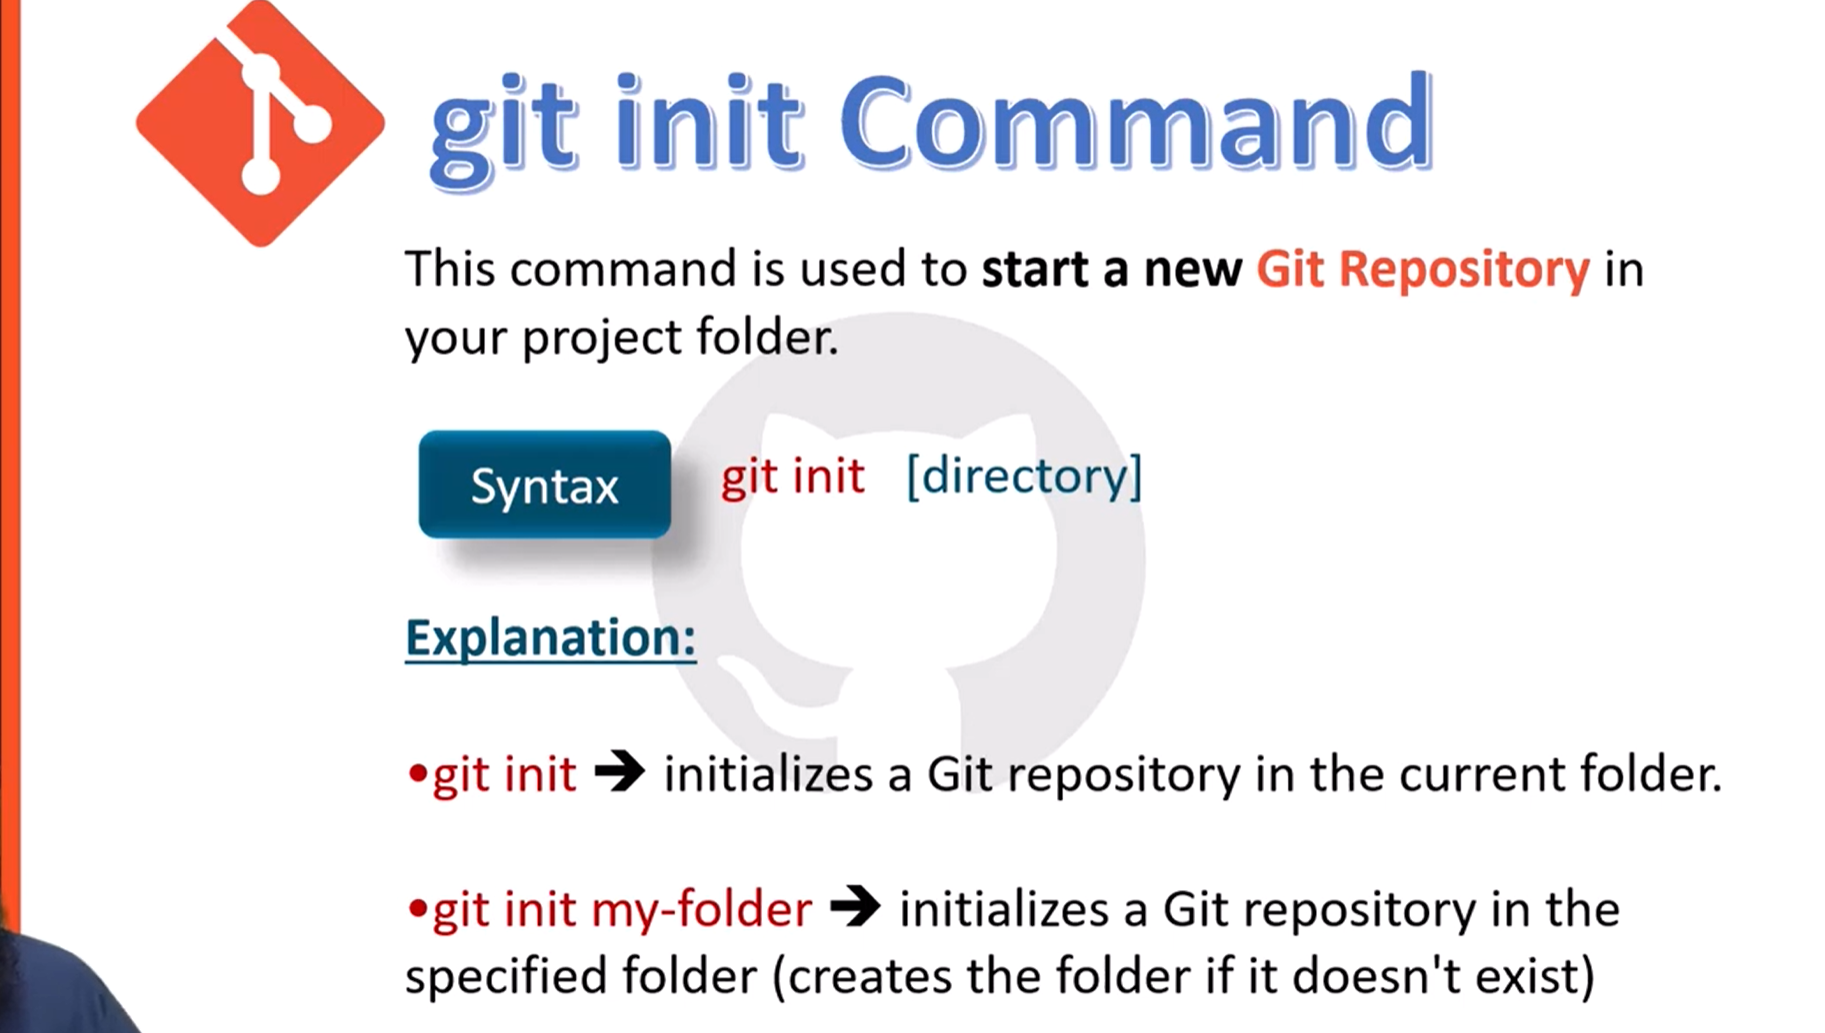 git init Command
This command is used to start a new Git Repository in
your project folder.
Syntax
git init [directory]
Explanation:
•git init ➔ initializes a Git repository in the current folder.
•git init my-folder ➔ initializes a Git repository in the
specified folder (creates the folder if it doesn't exist)